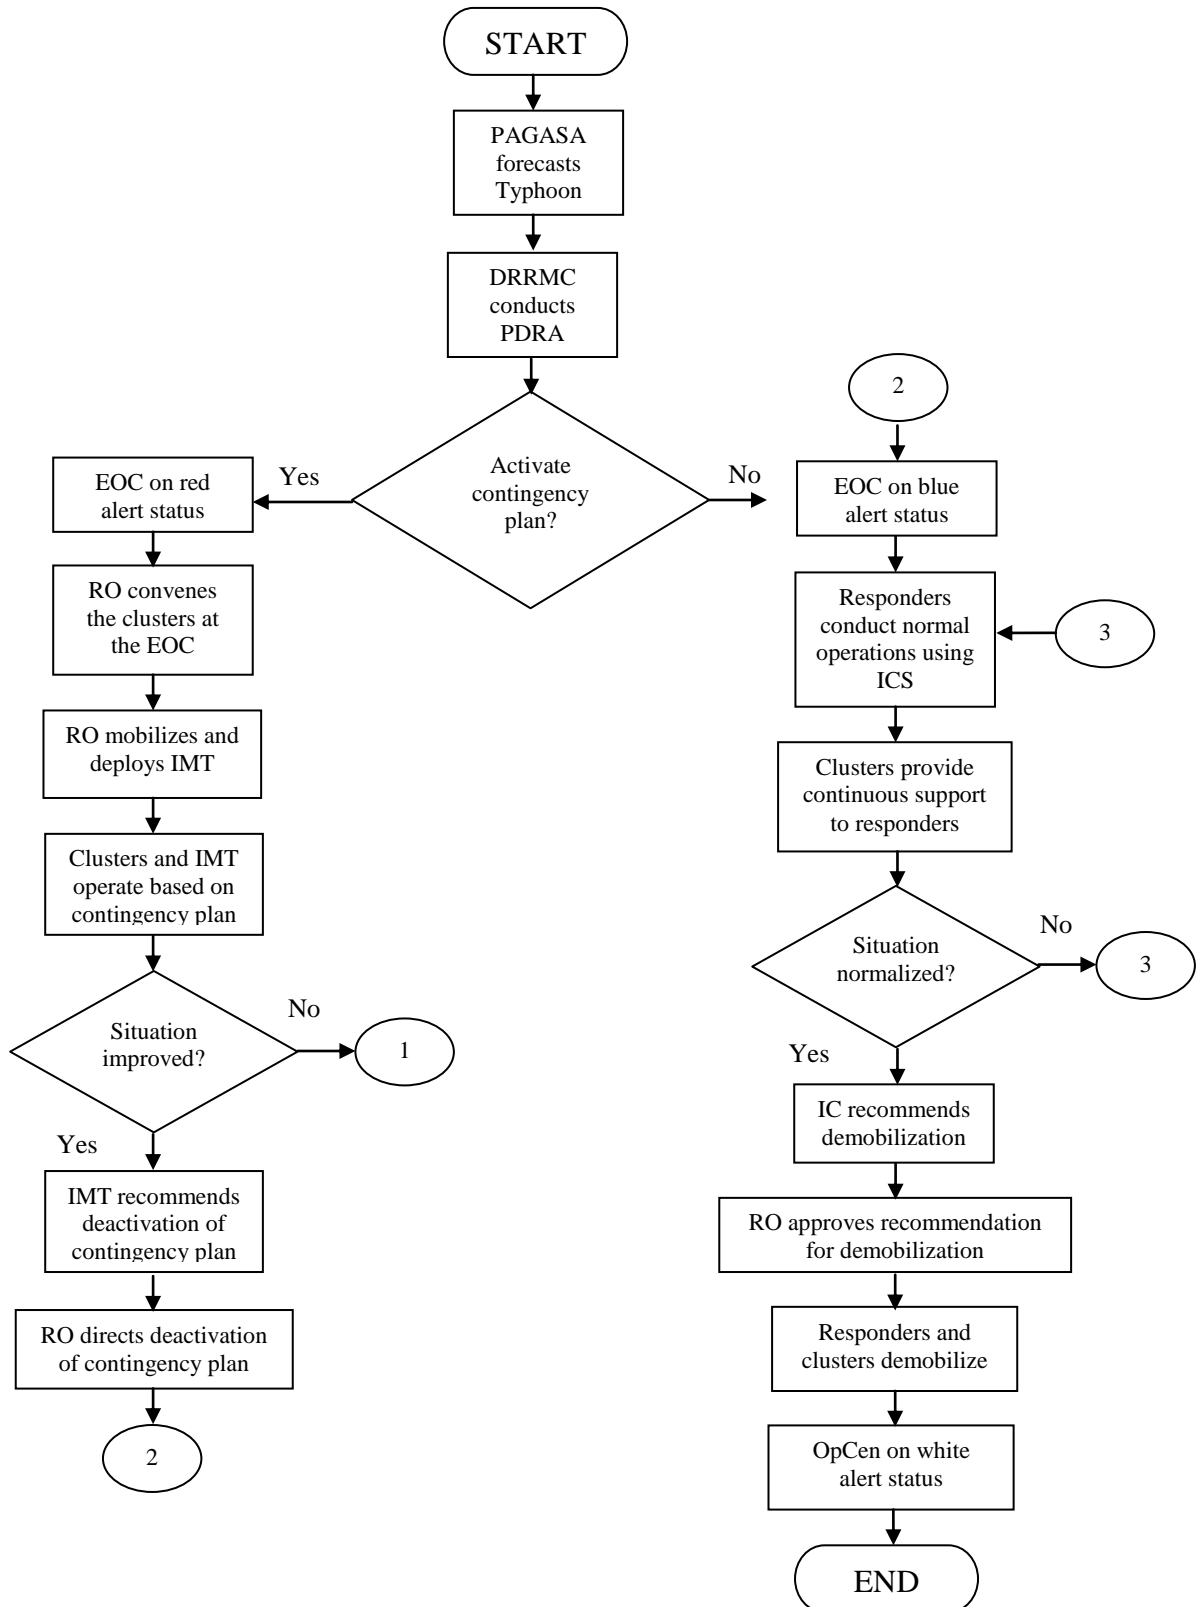 START
PAGASA
forecasts
Typhoon
DRRMC
conducts
PDRA
Activate
contingency
plan?
Yes
No
EOC on red
alert status
RO convenes
the clusters at
the EOC
RO mobilizes and
deploys IMT
Clusters and IMT
operate based on
contingency plan
Situation
improved?
No
1
Yes
IMT recommends
deactivation of
contingency plan
RO directs deactivation
of contingency plan
2
2
EOC on blue
alert status
Responders
conduct normal
operations using
ICS
3
Clusters provide
continuous support
to responders
Situation
normalized?
No
3
Yes
IC recommends
demobilization
RO approves recommendation
for demobilization
Responders and
clusters demobilize
OpCen on white
alert status
END